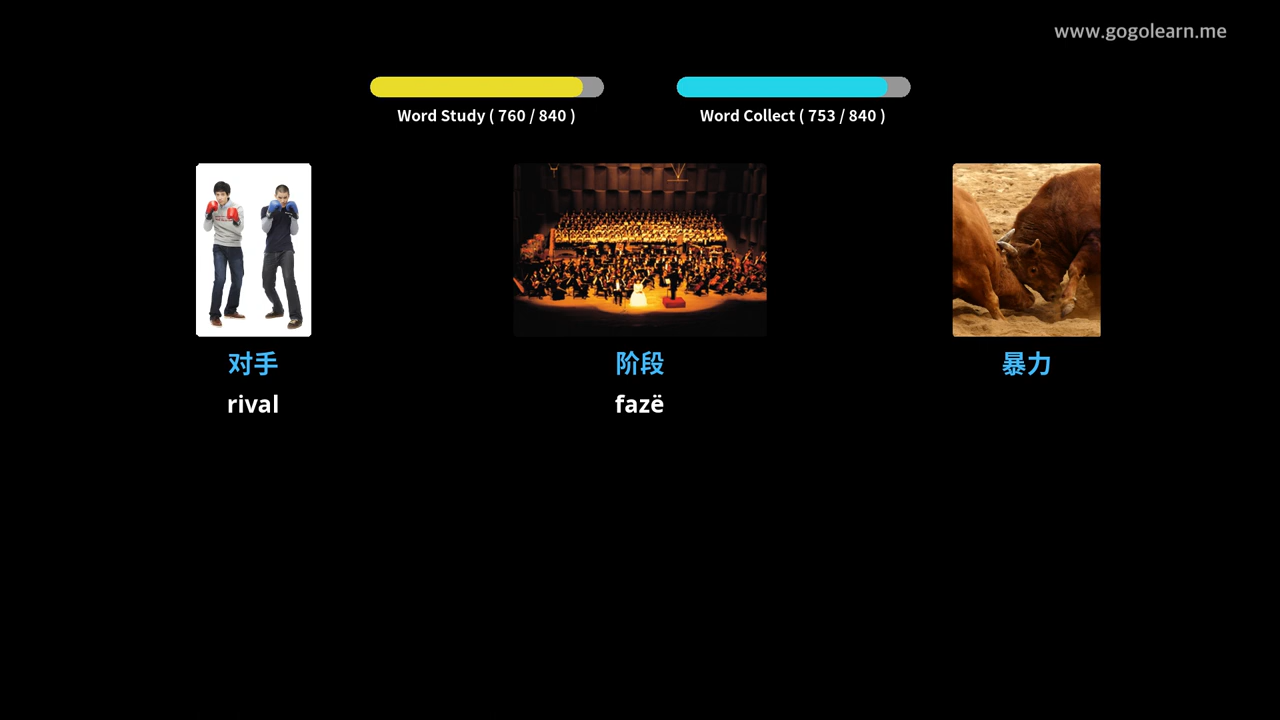 www.gogolearn.me
Word Study ( 760 / 840 )
Word Collect ( 753 / 840 )
对手
阶段
暴力
rival
fazë